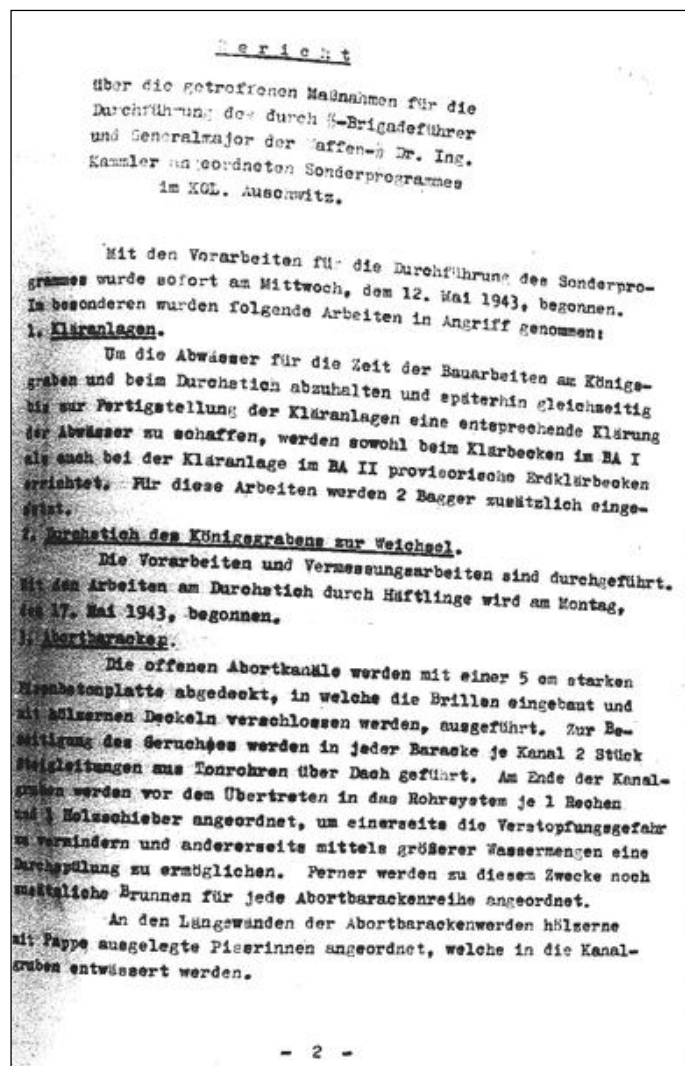 Bericht
über die getroffenen Maßnahmen für die
Durchführung des durch ᛋᛋ-Brigadeführer
und Generalmajor der Waffen-ᛋᛋ Dr. Ing.
Kammler angeordneten Sonderprogrammes
im KGL. Auschwitz.
Mit den Vorarbeiten für die Durchführung des Sonderpro-
grammes wurde sofort am Mittwoch, dem 12. Mai 1943, begonnen.
Im besonderen wurden folgende Arbeiten in Angriff genommen:
1. Kläranlagen.
Um die Abwässer für die Zeit der Bauarbeiten am Königs-
graben und beim Durchstich abzuhalten und späterhin gleichzeitig
bis zur Fertigstellung der Kläranlagen eine entsprechende Klärung
der Abwässer zu schaffen, werden sowohl beim Klärbecken im BA I
als auch bei der Kläranlage im BA II provisorische Erdklärbecken
errichtet. Für diese Arbeiten werden 2 Bagger zusätzlich einge-
setzt.
2. Durchstich des Königsgrabens zur Weichsel.
Die Vorarbeiten und Vermessungsarbeiten sind durchgeführt.
Mit den Arbeiten am Durchstich durch Häftlinge wird am Montag,
den 17. Mai 1943, begonnen.
3. Abortbaracken.
Die offenen Abortkanäle werden mit einer 5 cm starken
Eisenbetonplatte abgedeckt, in welche die Brillen eingebaut und
mit hölzernen Deckeln verschlossen werden, ausgeführt. Zur Be-
seitigung des Geruches werden in jeder Baracke je Kanal 2 Stück
Steigleitungen aus Tonrohren über Dach geführt. Am Ende der Kanal-
gruben werden vor dem Übertreten in das Rohrsystem je 1 Rechen
und 1 Holzschieber angeordnet, um einerseits die Verstopfungsgefahr
zu vermindern und andererseits mittels größerer Wassermengen eine
Durchspülung zu ermöglichen. Ferner werden zu diesem Zwecke noch
zusätzliche Brunnen für jede Abortbarackenreihe angeordnet.
An den Längswänden der Abortbarackenwerden hölzerne
mit Pappe ausgelegte Pissrinnen angeordnet, welche in die Kanal-
gruben entwässert werden.
- 2 -